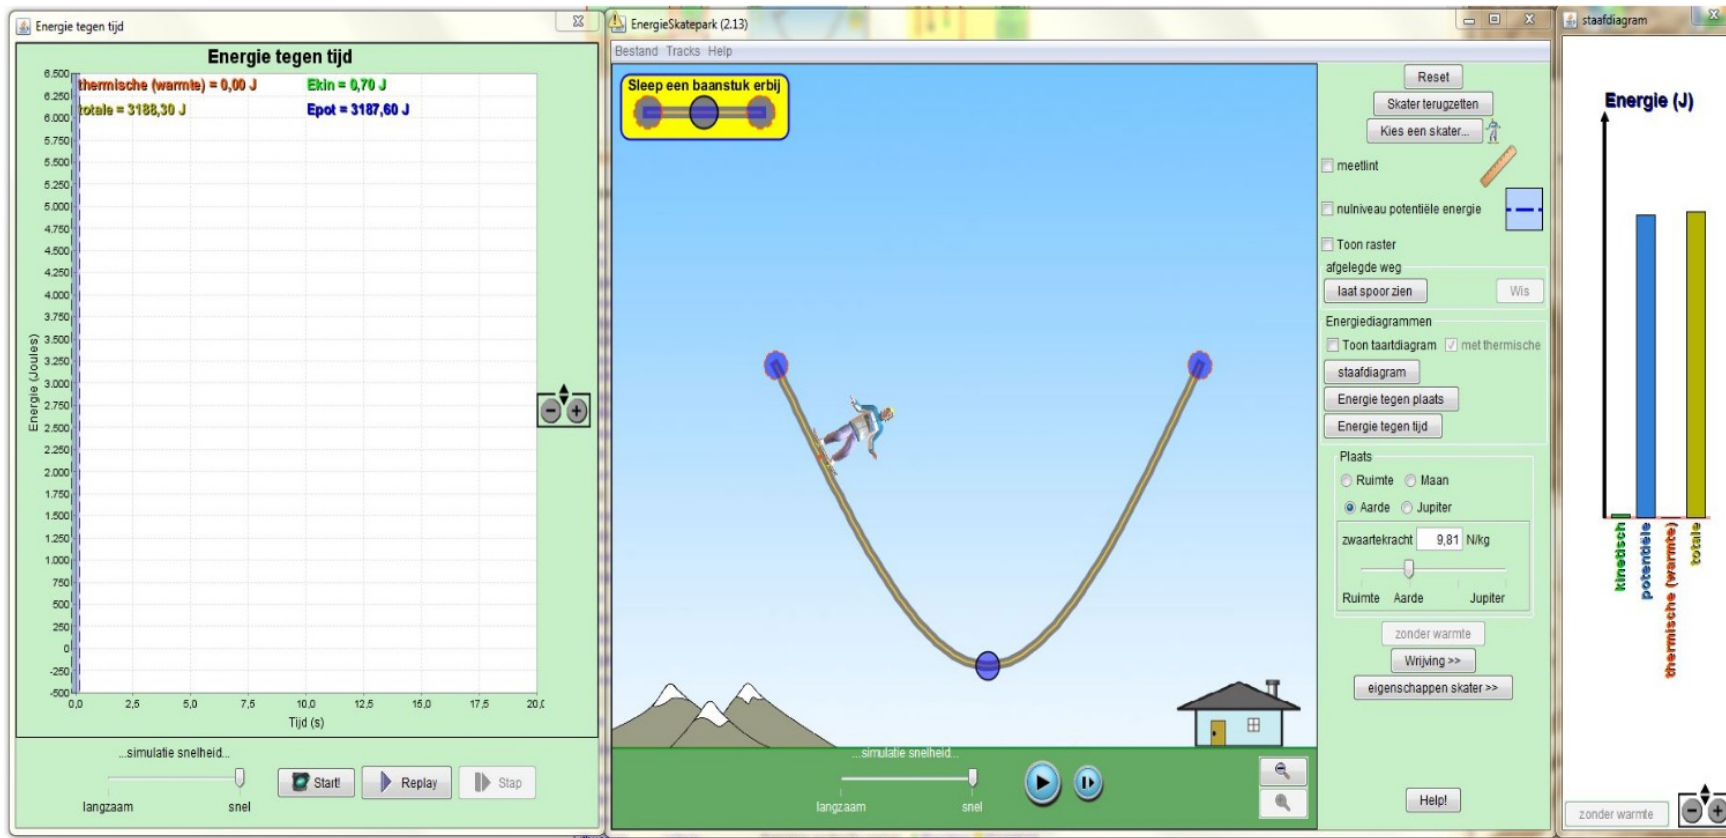 Energie tegen tijd
Energie tegen tijd
thermische (warmte) = 0,00 J
Ekin = 0,70 J
totale = 3188,30 J
Epot = 3187,60 J
6.500
6.250
6.000
5.750
5.500
5.250
5.000
4.750
4.500
4.250
4.000
3.750
3.500
3.250
3.000
2.750
2.500
2.250
2.000
1.750
1.500
1.250
1.000
750
500
250
0
-250
-500
Energie (Joules)
0,0 2,5 5,0 7,5 10,0 12,5 15,0 17,5 20,
Tijd (s)
...simulatie snelheid...
langzaam snel
Start!
Replay
Stap
EnergieSkatepark (2.13)
Bestand Tracks Help
Sleep een baanstuk erbij
...simulatie snelheid...
langzaam snel
Reset
Skater terugzetten
Kies een skater...
meetlint
nulniveau potentiële energie
Toon raster
afgelegde weg
laat spoor zien Wis
Energiediagrammen
Toon taartdiagram met thermische
staafdiagram
Energie tegen plaats
Energie tegen tijd
Plaats
Ruimte Maan
Aarde Jupiter
zwaartekracht 9,81 N/kg
Ruimte Aarde Jupiter
zonder warmte
Wrijving >>
eigenschappen skater >>
Help!
staafdiagram
Energie (J)
kinetisch
potentiële
thermische (warmte)
totale
zonder warmte